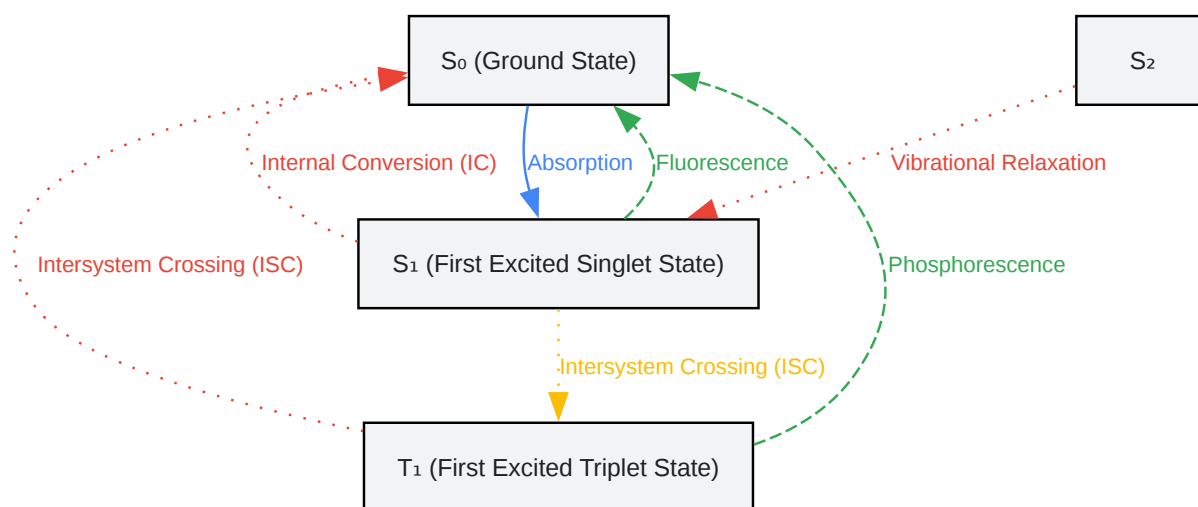 S₀ (Ground State)
S₂
Internal Conversion (IC)
Absorption
Fluorescence
Vibrational Relaxation
Intersystem Crossing (ISC)
S₁ (First Excited Singlet State)
Phosphorescence
Intersystem Crossing (ISC)
T₁ (First Excited Triplet State)